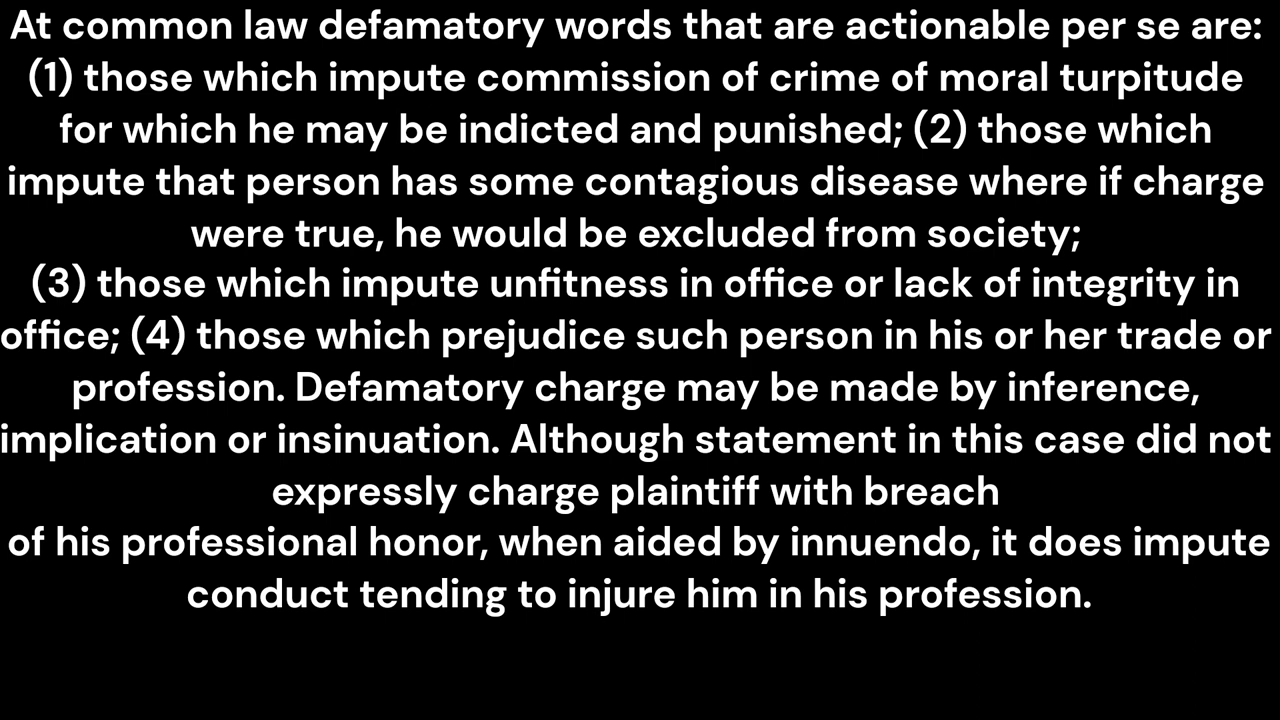 At common law defamatory words that are actionable per se are:
(1) those which impute commission of crime of moral turpitude
for which he may be indicted and punished; (2) those which
impute that person has some contagious disease where if charge
were true, he would be excluded from society;
(3) those which impute unfitness in office or lack of integrity in
office; (4) those which prejudice such person in his or her trade or
profession. Defamatory charge may be made by inference,
implication or insinuation. Although statement in this case did not
expressly charge plaintiff with breach
of his professional honor, when aided by innuendo, it does impute
conduct tending to injure him in his profession.